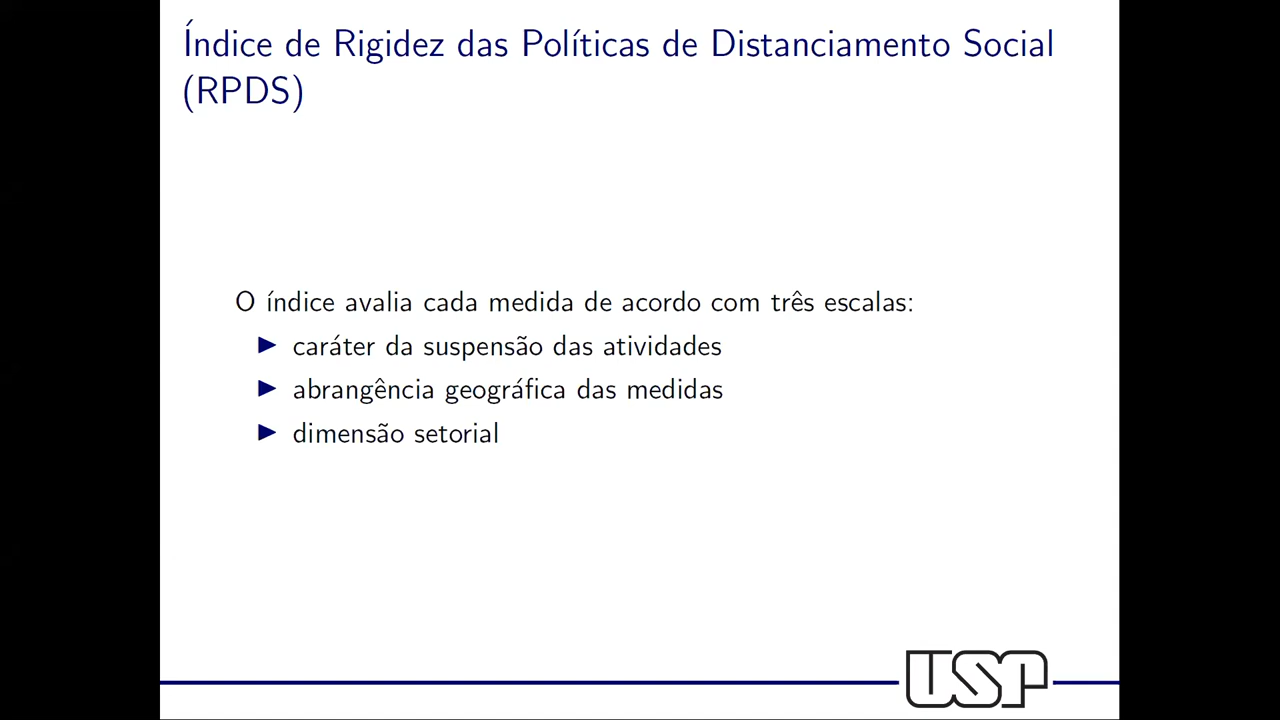 Índice de Rigidez das Políticas de Distanciamento Social
(RPDS)
O índice avalia cada medida de acordo com três escalas:
▶ caráter da suspensão das atividades
▶ abrangência geográfica das medidas
▶ dimensão setorial
USP